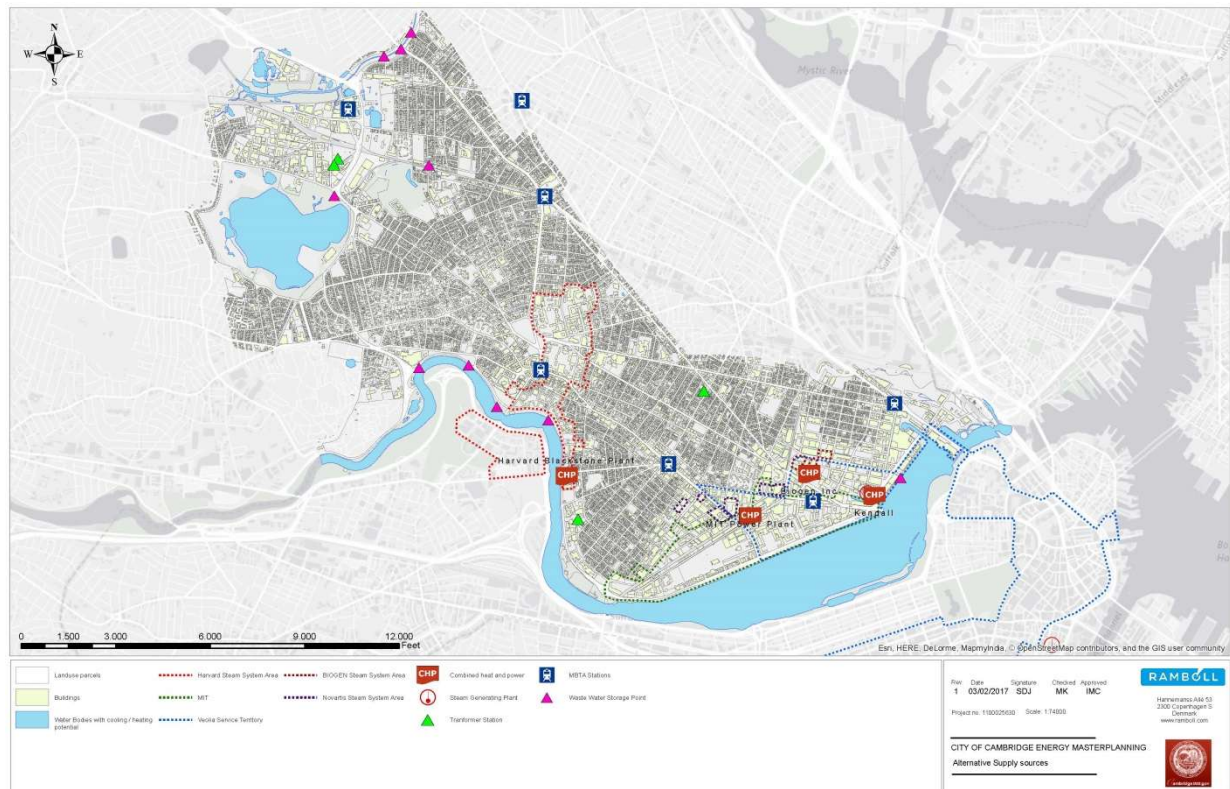 N
W
E
S
Mystic River
Harvard Blackstone Plant
CHP
CHP
Biogen Inc
CHP
Kendall
CHP
MIT Power Plant
0 1.500 3.000 6.000 9.000 12.000
Feet
Esri, HERE, DeLorme, MapmyIndia, © OpenStreetMap contributors, and the GIS user community
Landuse parcels
Buildings
Water Bodies with cooling / heating
potential
Harvard Steam System Area
MIT
Veolia Service Territory
BIOGEN Steam System Area
Novartis Steam System Area
CHP
Combined heat and power
Steam Generating Plant
Tranformer Station
MBTA Stations
Waste Water Storage Point
Rev. Date Signature Checked Approved
1 03/02/2017 SDJ MK IMC
Project no. 1100025630 Scale: 1:74000
RAMBOLL
Hannemanns Allé 53
2300 Copenhagen S
Denmark
www.ramboll.com
CITY OF CAMBRIDGE ENERGY MASTERPLANNING
Alternative Supply sources